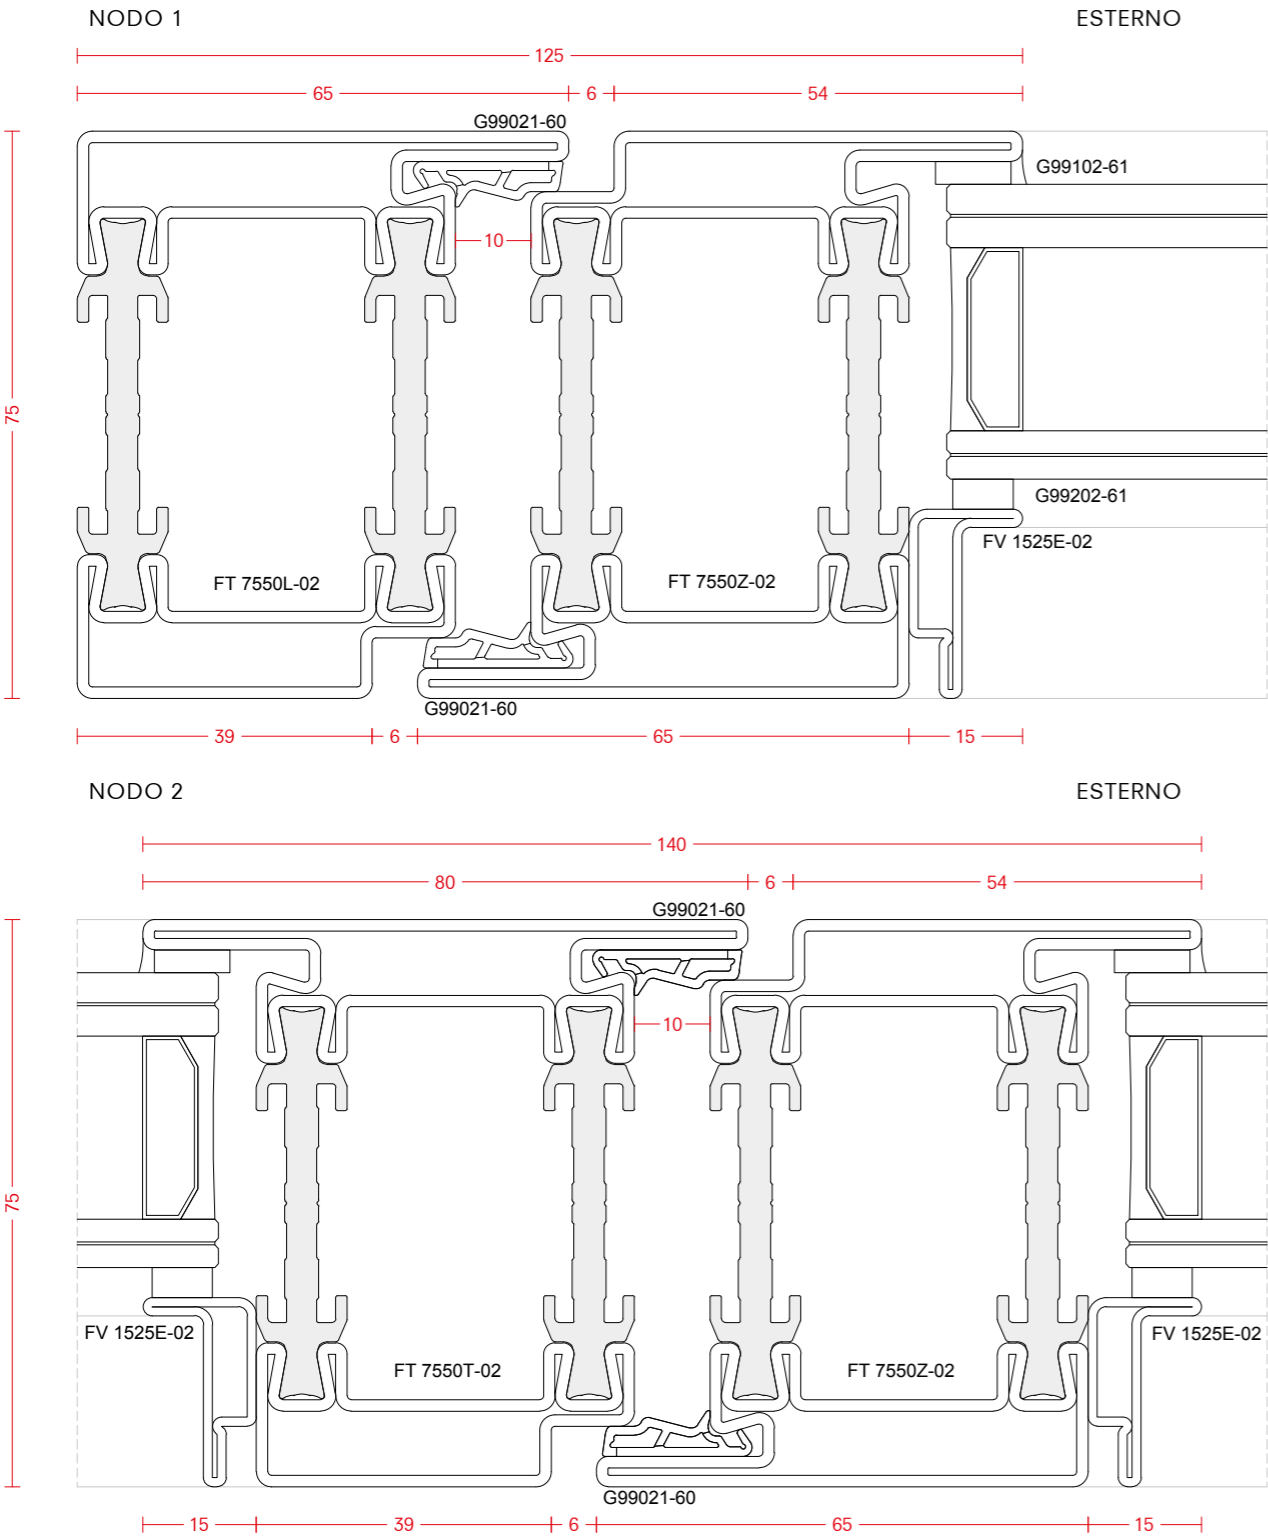 NODO 1 ESTERNO
125
65 6 54
G99021-60
G99102-61
10
75
G99202-61
FV 1525E-02
FT 7550L-02 FT 7550Z-02
G99021-60
39 6 65 15
NODO 2 ESTERNO
140
80 6 54
G99021-60
10
75
FV 1525E-02 FV 1525E-02
FT 7550T-02 FT 7550Z-02
G99021-60
15 39 6 65 15